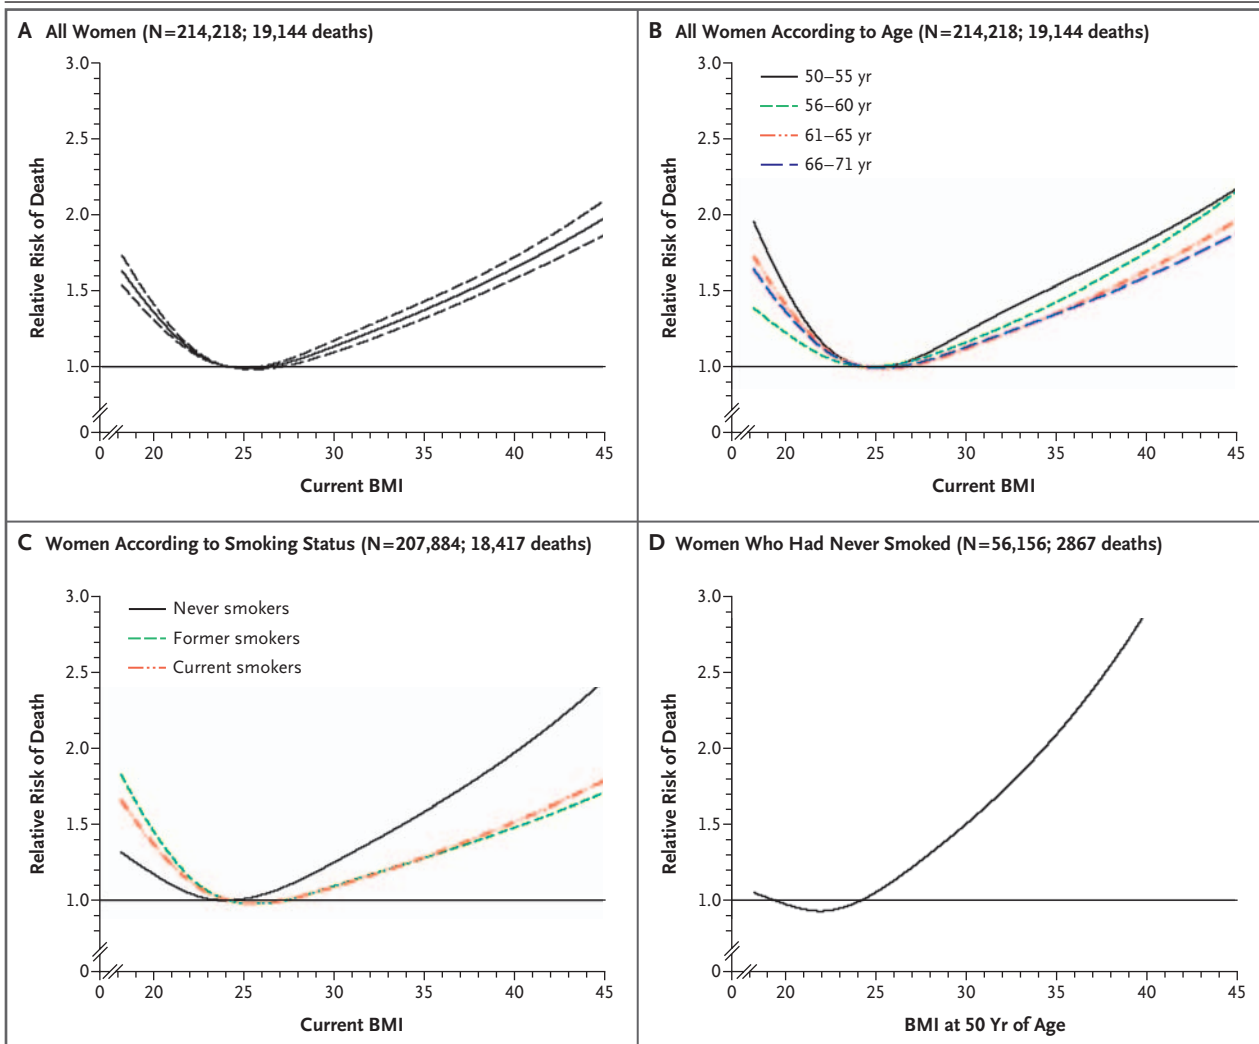 A All Women (N=214,218; 19,144 deaths)
3.0
2.5
2.0
1.5
1.0
0
Relative Risk of Death
0 20 25 30 35 40 45
Current BMI
B All Women According to Age (N=214,218; 19,144 deaths)
50–55 yr
56–60 yr
61–65 yr
66–71 yr
3.0
2.5
2.0
1.5
1.0
0
Relative Risk of Death
0 20 25 30 35 40 45
Current BMI
C Women According to Smoking Status (N=207,884; 18,417 deaths)
Never smokers
Former smokers
Current smokers
3.0
2.5
2.0
1.5
1.0
0
Relative Risk of Death
0 20 25 30 35 40 45
Current BMI
D Women Who Had Never Smoked (N=56,156; 2867 deaths)
3.0
2.5
2.0
1.5
1.0
0
Relative Risk of Death
0 20 25 30 35 40 45
BMI at 50 Yr of Age